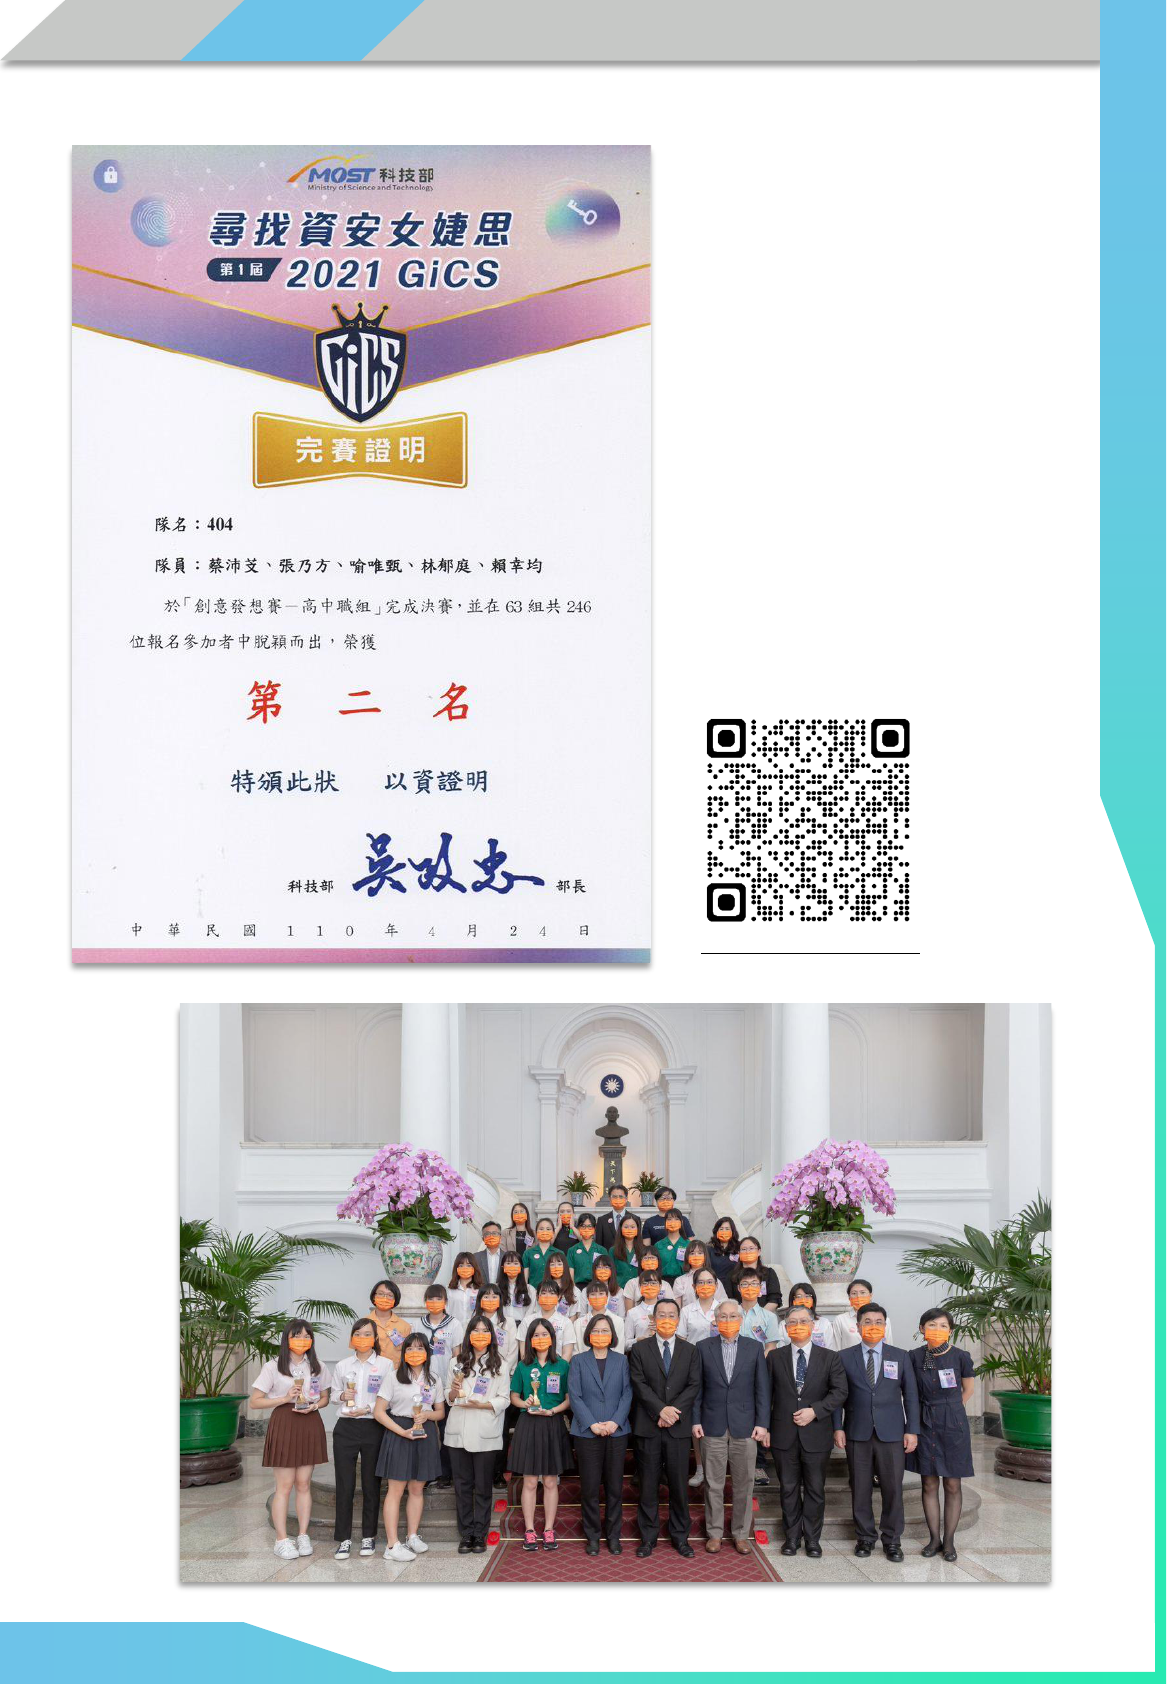 MOST 科技部
Ministry of Science and Technology
尋找資安女婕思
第1屆 2021 GiCS
GiCS
完賽證明
隊名：404
隊員：蔡沛芠、張乃方、喻唯甄、林郁庭、賴幸均
於「創意發想賽－高中職組」完成決賽，並在 63 組共 246
位報名參加者中脫穎而出，榮獲
第 二 名
特頒此狀 以資證明
科技部 吳政忠 部長
中 華 民 國 1 1 0 年 4 月 2 4 日